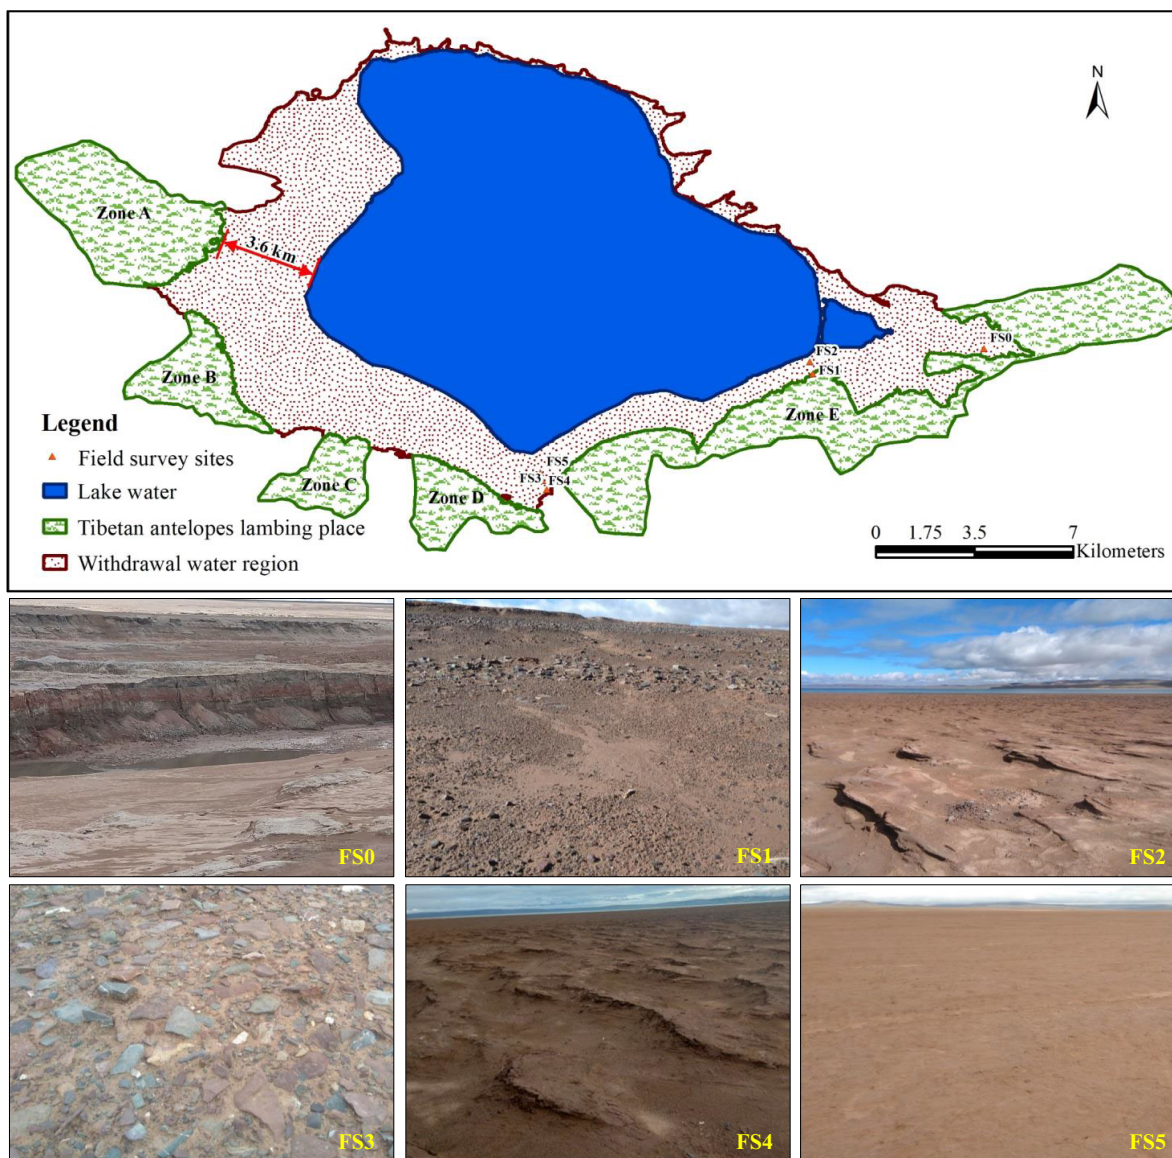 N
Zone A
3.6 km
FS0
FS2
FS1
Zone B
Zone E
Legend
Field survey sites
FS5
FS3
FS4
Lake water
Zone C
Zone D
Tibetan antelopes lambing place
Withdrawal water region
0 1.75 3.5 7
Kilometers
FS0
FS1
FS2
FS3
FS4
FS5